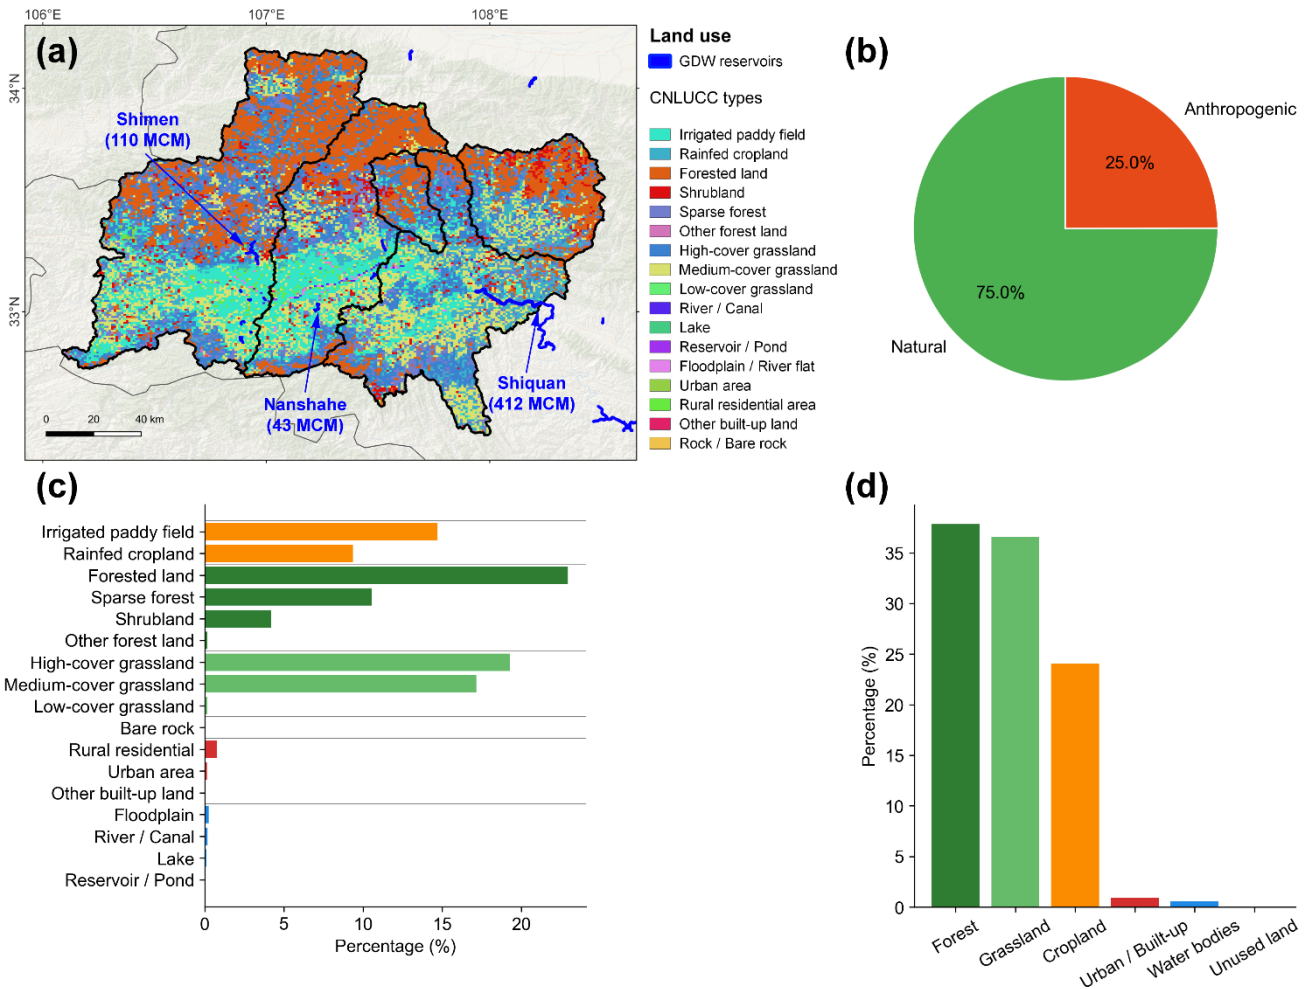 106°E
107°E
108°E
34°N
33°N
(a)
Shimen
(110 MCM)
Nanshahe
(43 MCM)
Shiquan
(412 MCM)
0 20 40 km
Land use
GDW reservoirs
CNLUCC types
Irrigated paddy field
Rainfed cropland
Forested land
Shrubland
Sparse forest
Other forest land
High-cover grassland
Medium-cover grassland
Low-cover grassland
River / Canal
Lake
Reservoir / Pond
Floodplain / River flat
Urban area
Rural residential area
Other built-up land
Rock / Bare rock
(b)
Anthropogenic
25.0%
75.0%
Natural
(c)
Irrigated paddy field
Rainfed cropland
Forested land
Sparse forest
Shrubland
Other forest land
High-cover grassland
Medium-cover grassland
Low-cover grassland
Bare rock
Rural residential
Urban area
Other built-up land
Floodplain
River / Canal
Lake
Reservoir / Pond
0 5 10 15 20
Percentage (%)
(d)
35
30
25
20
15
10
5
0
Percentage (%)
Forest
Grassland
Cropland
Urban / Built-up
Water bodies
Unused land